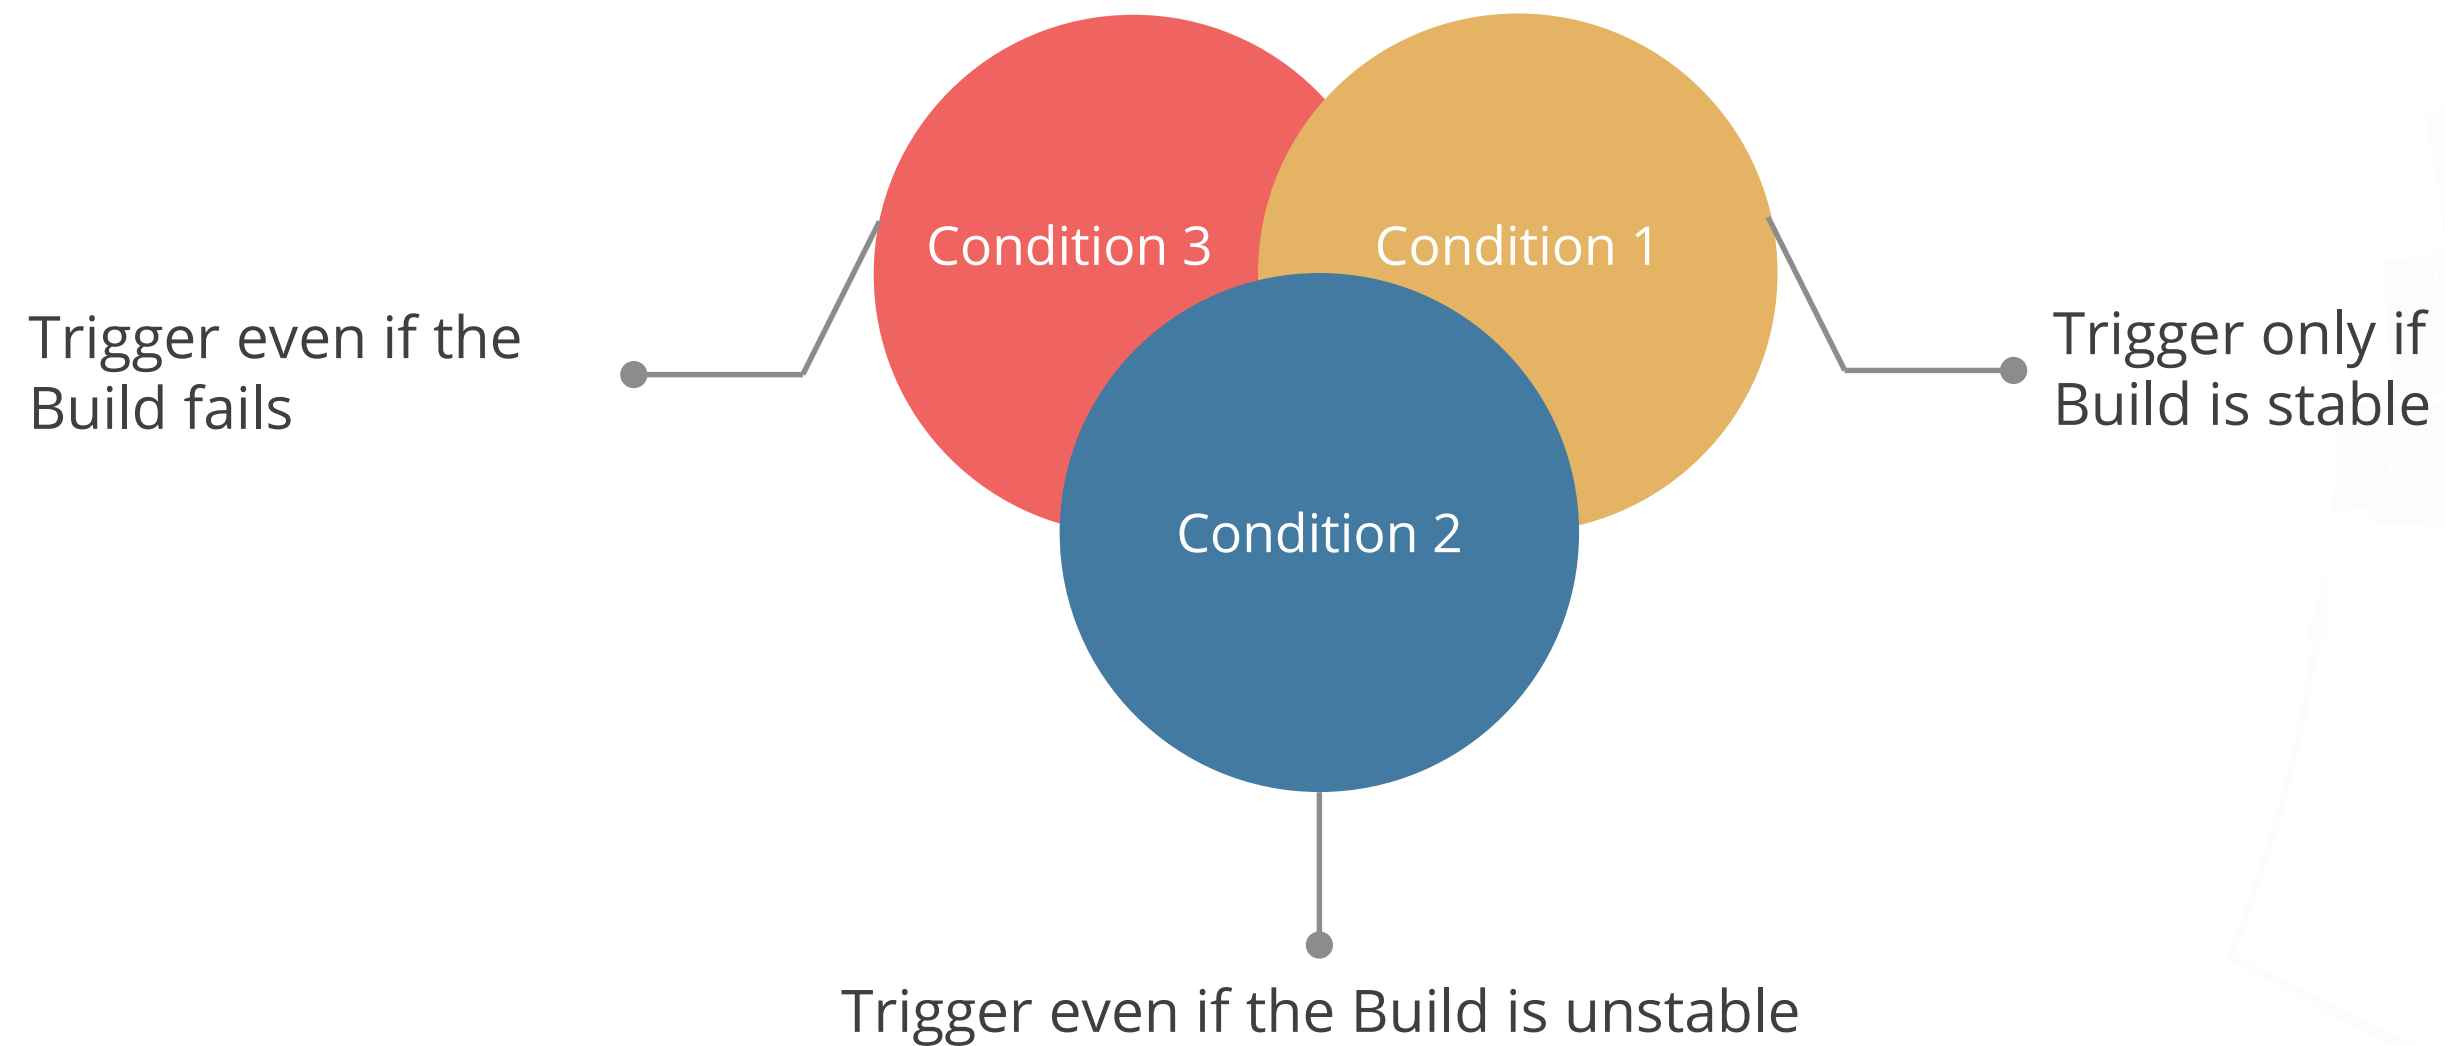 Condition 3
Condition 1
Trigger even if the
Build fails
Trigger only if
Build is stable
Condition 2
Trigger even if the Build is unstable